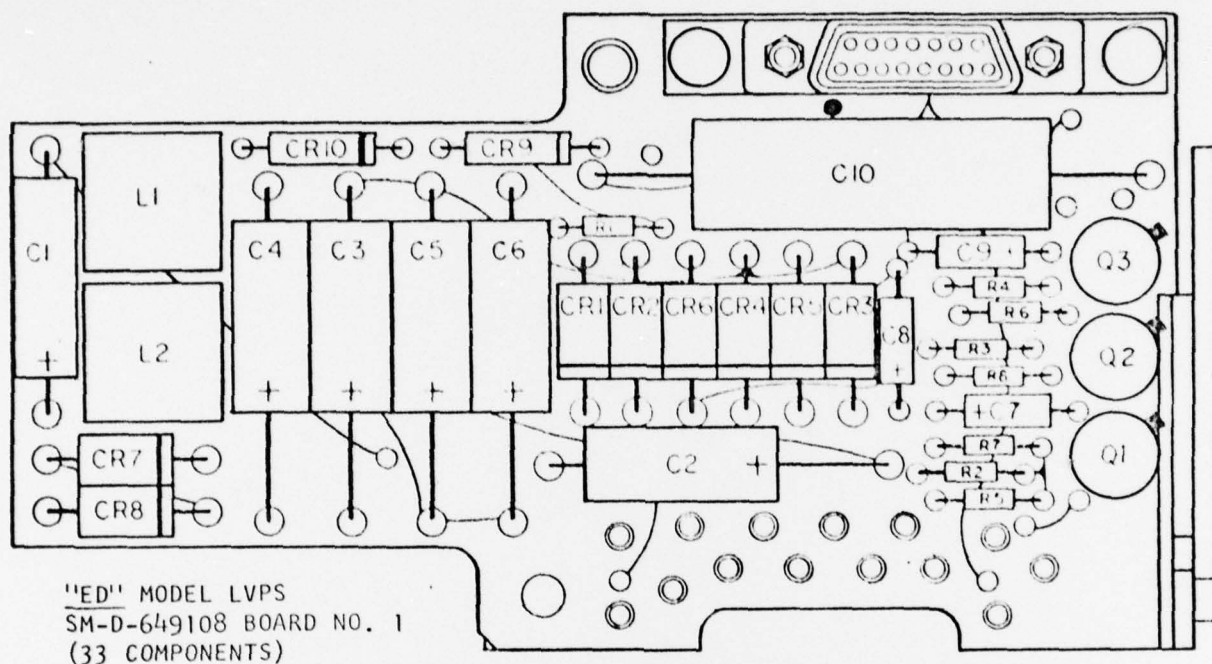 CR10
CR9
C10
L1
C1
C4
C3
C5
C6
C9 +
Q3
R4
CR1
CR2
CR6
CR4
CR5
CR3
C8
R6
L2
R3
Q2
R8
+
+
+
+
+C7
CR7
C2 +
R7
Q1
R2
CR8
R5
"ED" MODEL LVPS
SM-D-649108 BOARD NO. 1
(33 COMPONENTS)